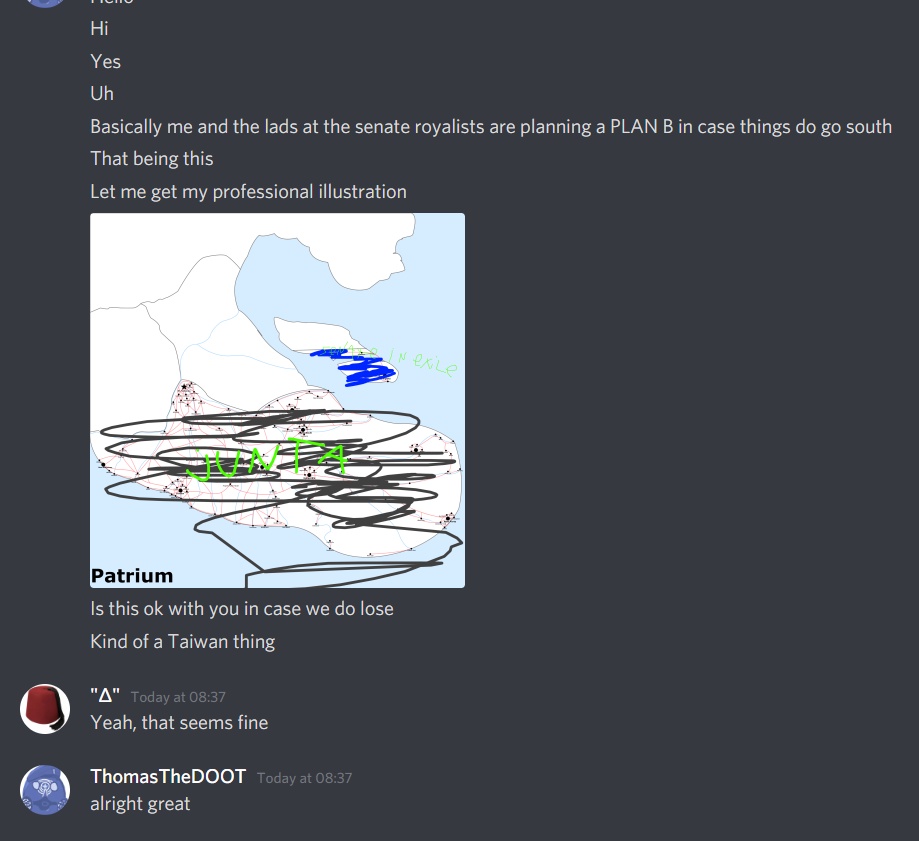 Hello
Hi
Yes
Uh
Basically me and the lads at the senate royalists are planning a PLAN B in case things do go south
That being this
Let me get my professional illustration
IN EXILE
JUNTA
Patrium
Is this ok with you in case we do lose
Kind of a Taiwan thing
"Δ" Today at 08:37
Yeah, that seems fine
ThomasTheDOOT Today at 08:37
alright great